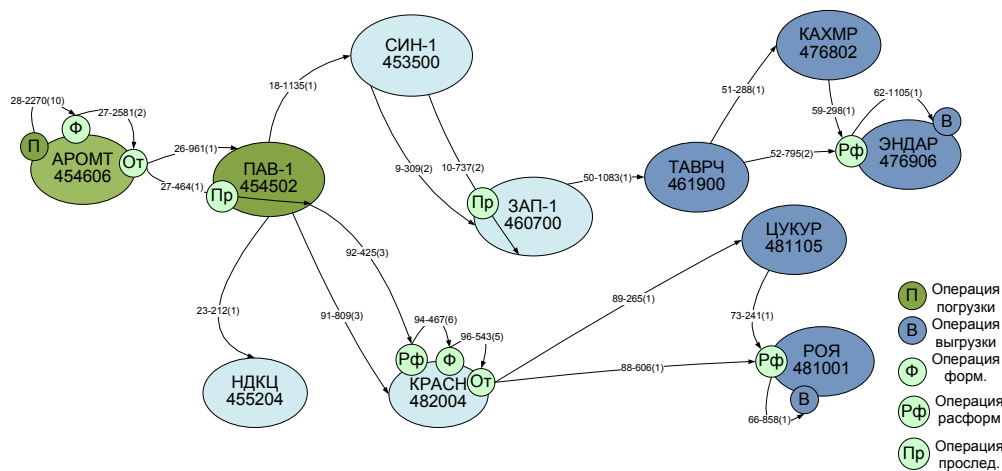 КАХМР
476802
СИН-1
453500
18-1135(1)
51-288(1)
28-2270(10)
27-2581(2)
62-1105(1)
59-298(1)
Ф
В
П
АРОМТ
454606
От
26-961(1)
27-464(1)
ПАВ-1
454502
Пр
9-309(2)
10-737(2)
50-1083(1)
ТАВРЧ
461900
52-795(2)
Рф
ЭНДАР
476906
Пр
ЗАП-1
460700
ЦУКУР
481105
92-425(3)
23-212(1)
91-809(3)
89-265(1)
73-241(1)
94-467(6)
96-543(5)
Рф
Ф
От
КРАСН
482004
88-606(1)
Рф
РОЯ
481001
В
66-858(1)
НДКЦ
455204
П
Операция
погрузки
В
Операция
выгрузки
Ф
Операция
форм.
Рф
Операция
расформ
Пр
Операция
прослед.